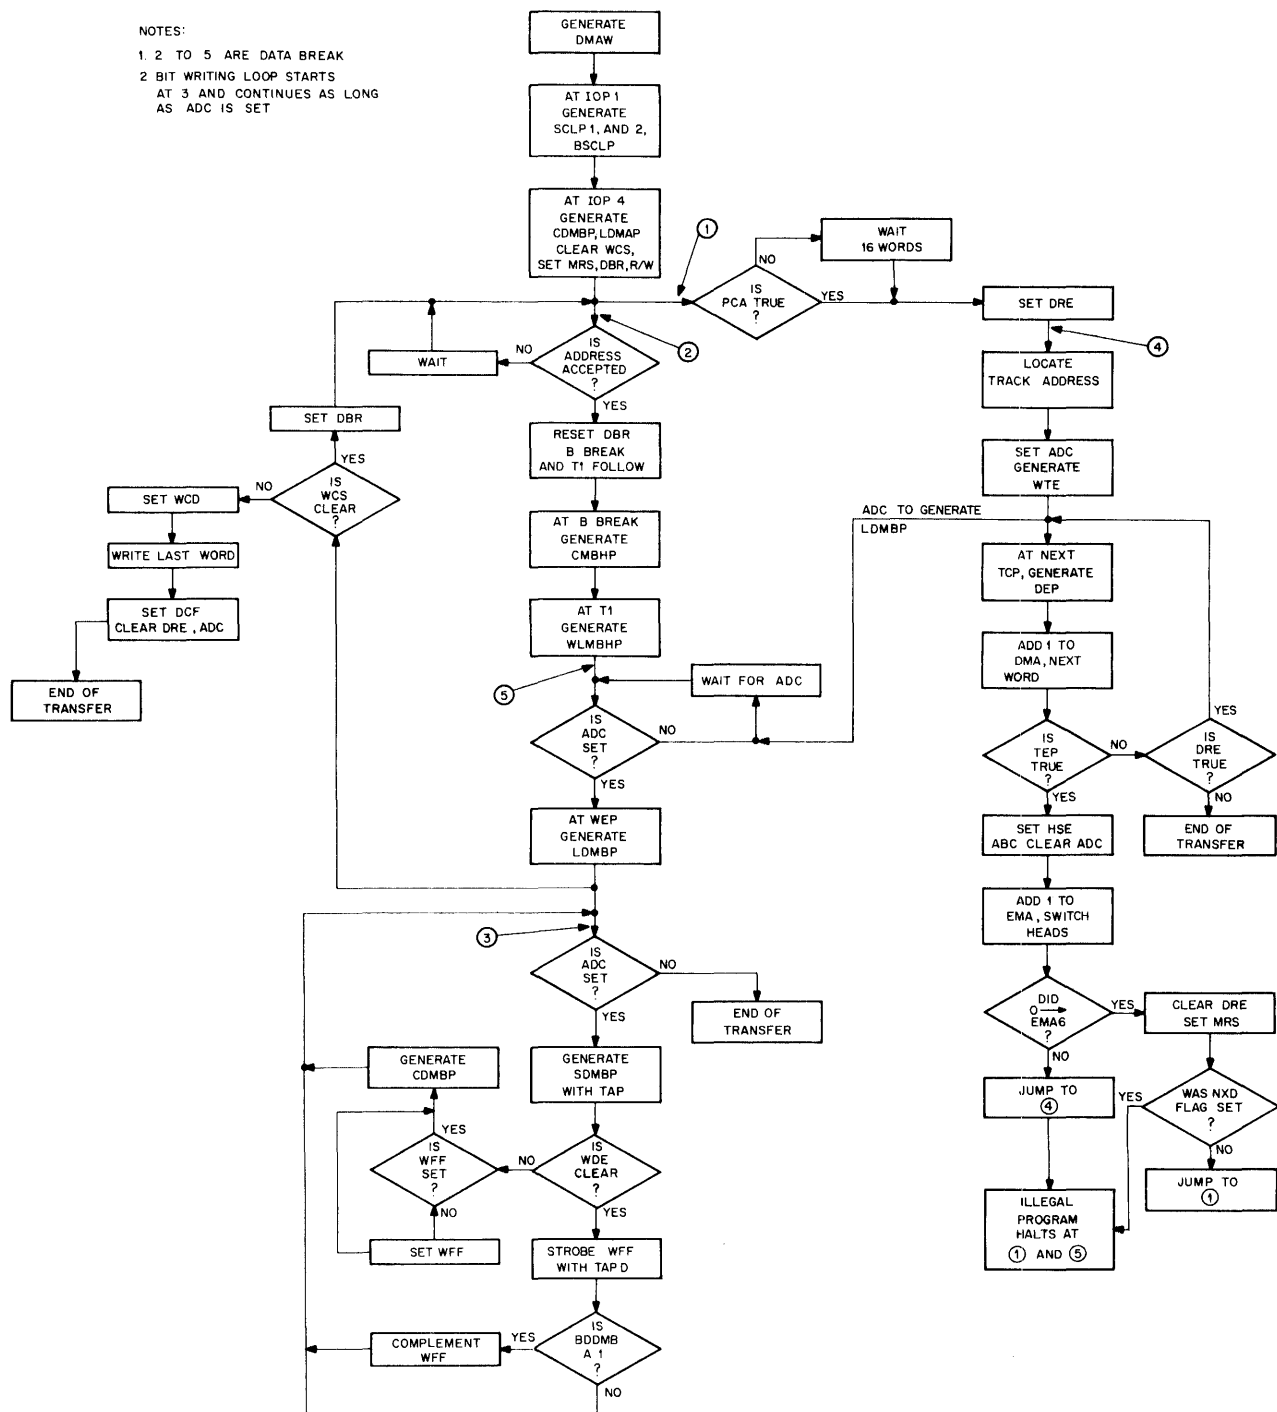 NOTES:
1. 2 TO 5 ARE DATA BREAK
2 BIT WRITING LOOP STARTS
AT 3 AND CONTINUES AS LONG
AS ADC IS SET
GENERATE
DMAW
AT IOP 1
GENERATE
SCLP 1, AND 2,
BSCLP
AT IOP 4
GENERATE
CDMBP, LDMAP
CLEAR WCS,
SET MRS, DBR, R/W
1
IS
PCA TRUE
?
NO
YES
WAIT
16 WORDS
SET DRE
4
LOCATE
TRACK ADDRESS
SET ADC
GENERATE
WTE
2
IS
ADDRESS
ACCEPTED
?
NO
YES
WAIT
SET DBR
YES
IS
WCS
CLEAR
?
NO
SET WCD
WRITE LAST WORD
SET DCF
CLEAR DRE, ADC
END OF
TRANSFER
RESET DBR
B BREAK
AND T1 FOLLOW
AT B BREAK
GENERATE
CMBHP
AT T1
GENERATE
WLMBHP
5
WAIT FOR ADC
IS
ADC
SET
?
NO
YES
ADC TO GENERATE
LDMBP
AT WEP
GENERATE
LDMBP
3
IS
ADC
SET
?
NO
YES
END OF
TRANSFER
GENERATE
SDMBP
WITH TAP
IS
WDE
CLEAR
?
NO
YES
GENERATE
CDMBP
YES
IS
WFF
SET
?
NO
SET WFF
STROBE WFF
WITH TAP D
IS
BDDMB
A 1
?
YES
NO
COMPLEMENT
WFF
AT NEXT
TCP, GENERATE
DEP
ADD 1 TO
DMA, NEXT
WORD
IS
TEP
TRUE
?
NO
YES
IS
DRE
TRUE
?
YES
NO
END OF
TRANSFER
SET HSE
ABC CLEAR ADC
ADD 1 TO
EMA, SWITCH
HEADS
DID
0 →
EMA6
?
YES
NO
CLEAR DRE
SET MRS
JUMP TO
4
WAS NXD
FLAG SET
?
YES
NO
JUMP TO
1
ILLEGAL
PROGRAM
HALTS AT
1 AND 5